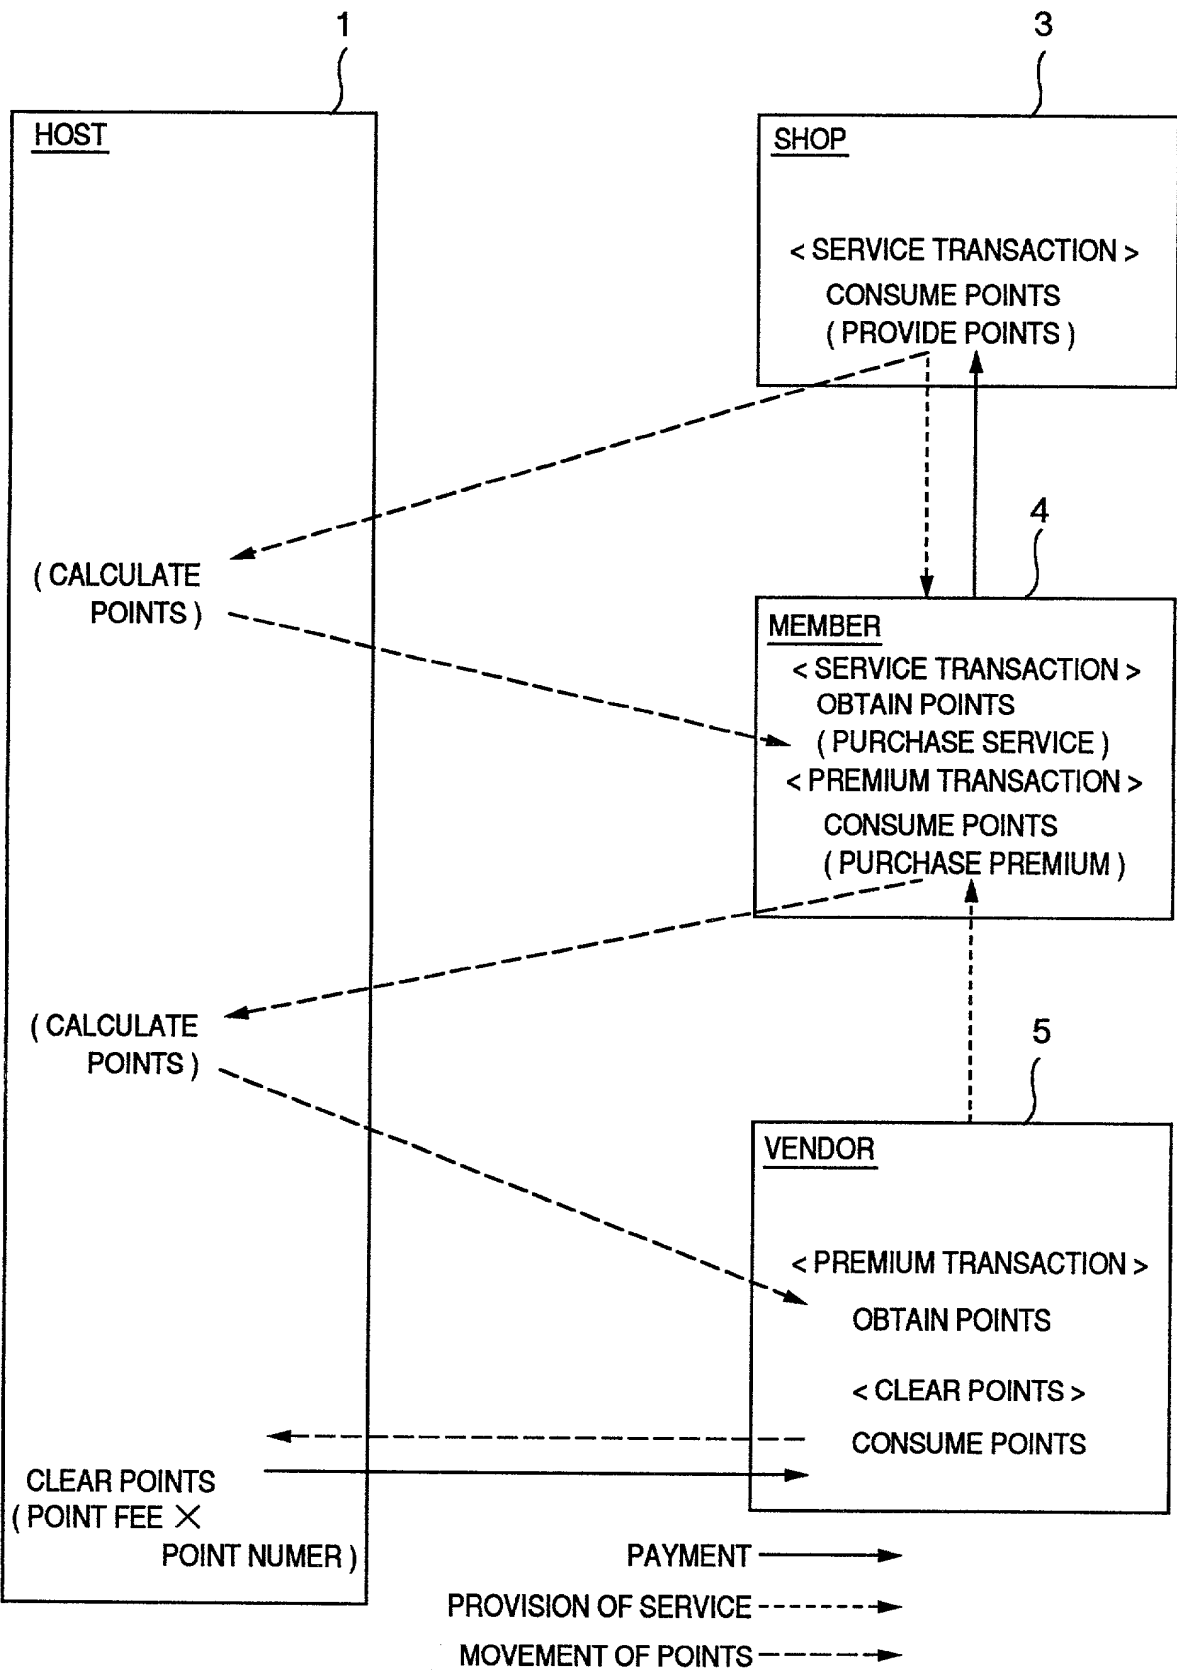 1
3
HOST
SHOP
< SERVICE TRANSACTION >
CONSUME POINTS
( PROVIDE POINTS )
4
( CALCULATE
POINTS )
MEMBER
< SERVICE TRANSACTION >
OBTAIN POINTS
( PURCHASE SERVICE )
< PREMIUM TRANSACTION >
CONSUME POINTS
( PURCHASE PREMIUM )
( CALCULATE
POINTS )
5
VENDOR
< PREMIUM TRANSACTION >
OBTAIN POINTS
< CLEAR POINTS >
CONSUME POINTS
CLEAR POINTS
( POINT FEE ×
POINT NUMER )
PAYMENT
PROVISION OF SERVICE
MOVEMENT OF POINTS